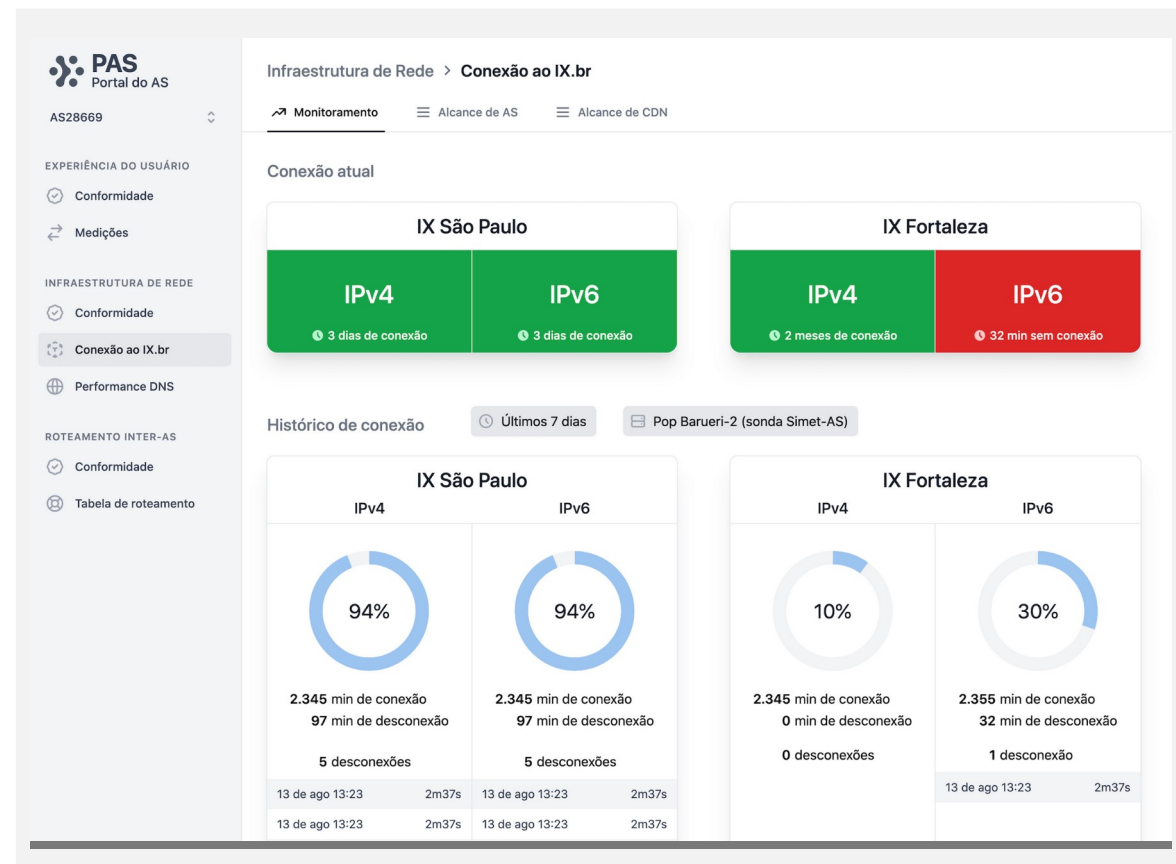 PAS
Portal do AS
AS28669
EXPERIÊNCIA DO USUÁRIO
Conformidade
Medições
INFRAESTRUTURA DE REDE
Conformidade
Conexão ao IX.br
Performance DNS
ROTEAMENTO INTER-AS
Conformidade
Tabela de roteamento
Infraestrutura de Rede > Conexão ao IX.br
Monitoramento Alcance de AS Alcance de CDN
Conexão atual
IX São Paulo
IPv4 IPv6
3 dias de conexão 3 dias de conexão
IX Fortaleza
IPv4 IPv6
2 meses de conexão 32 min sem conexão
Histórico de conexão Últimos 7 dias Pop Barueri-2 (sonda Simet-AS)
IX São Paulo
IPv4 IPv6
94% 94%
2.345 min de conexão 2.345 min de conexão
97 min de desconexão 97 min de desconexão
5 desconexões 5 desconexões
13 de ago 13:23 2m37s 13 de ago 13:23 2m37s
13 de ago 13:23 2m37s 13 de ago 13:23 2m37s
IX Fortaleza
IPv4 IPv6
10% 30%
2.345 min de conexão 2.355 min de conexão
0 min de desconexão 32 min de desconexão
0 desconexões 1 desconexão
13 de ago 13:23 2m37s